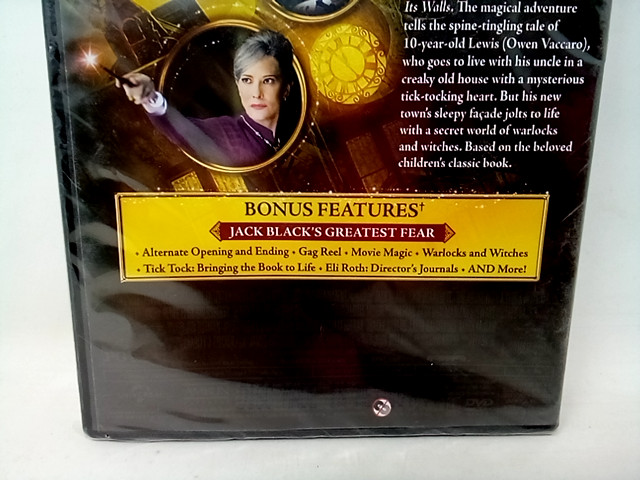 Its Walls. The magical adventure
tells the spine-tingling tale of
10-year-old Lewis (Owen Vaccaro),
who goes to live with his uncle in a
creaky old house with a mysterious
tick-tocking heart. But his new
town's sleepy façade jolts to life
with a secret world of warlocks
and witches. Based on the beloved
children's classic book.
BONUS FEATURES†
JACK BLACK'S GREATEST FEAR
• Alternate Opening and Ending • Gag Reel • Movie Magic • Warlocks and Witches
• Tick Tock: Bringing the Book to Life • Eli Roth: Director's Journals • AND More!
DVD